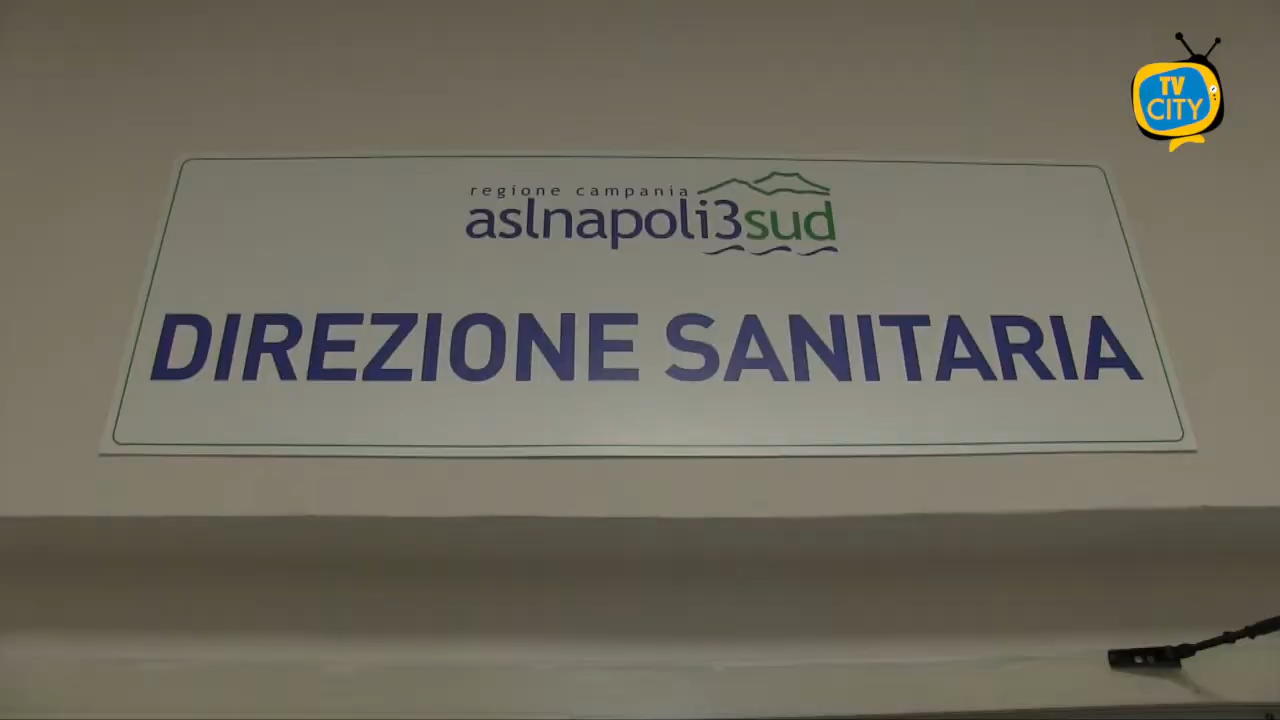 TV
CITY
regione campania
aslnapoli3sud
DIREZIONE SANITARIA